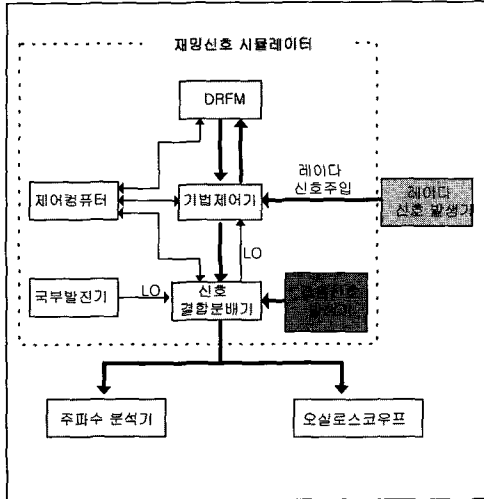 재밍신호 시뮬레이터
DRFM
레이다
신호주입
제어컴퓨터
기법제어기
레이다
신호 발생기
LO
국부발진기
LO
신호
결합분배기
주파수 분석기
오실로스코우프